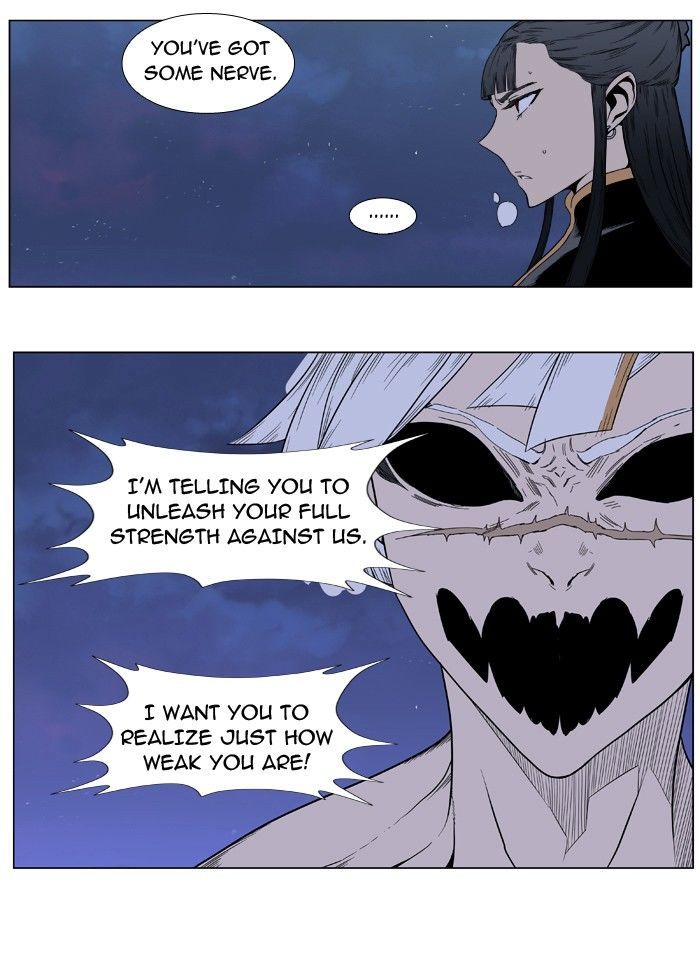 YOU'VE GOT
SOME NERVE.
......
I'M TELLING YOU TO
UNLEASH YOUR FULL
STRENGTH AGAINST US.
I WANT YOU TO
REALIZE JUST HOW
WEAK YOU ARE!